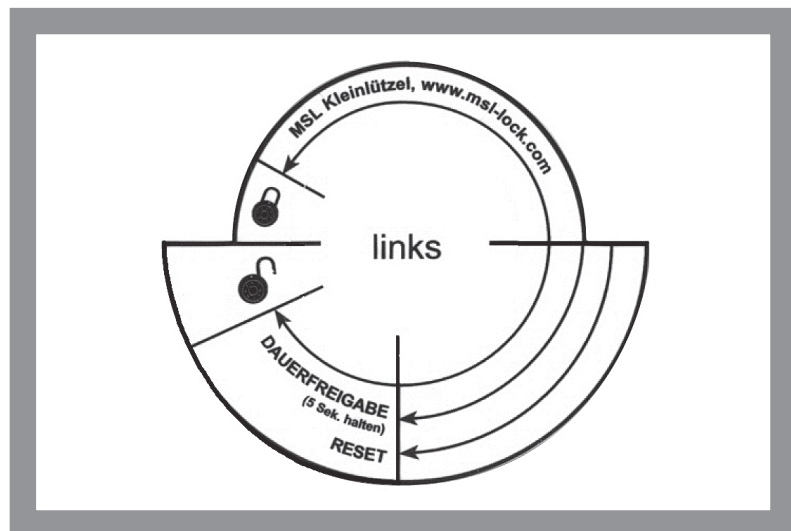 MSL Kleinlützel, www.msl-lock.com
links
DAUERFREIGABE
(5 Sek. halten)
RESET